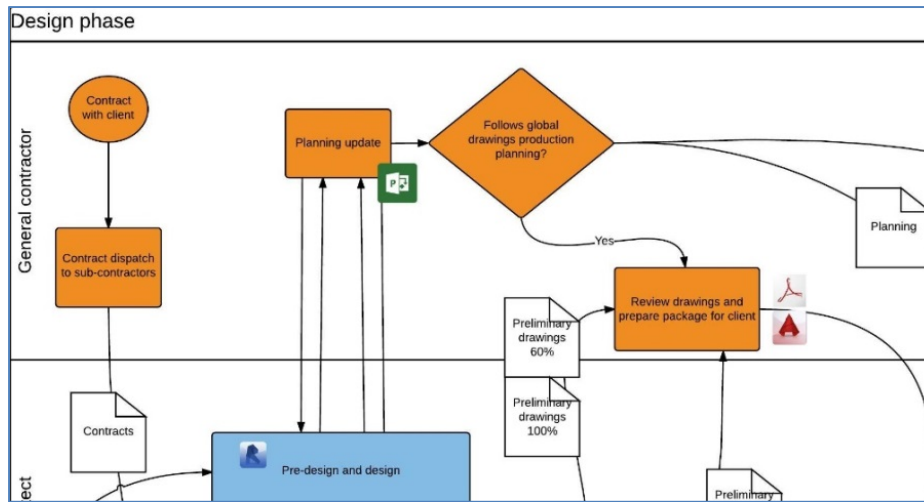 Design phase
General contractor
Contract
with client
Planning update
P
Follows global
drawings production
planning?
Planning
Contract dispatch
to sub-contractors
Yes
Review drawings and
prepare package for client
Preliminary
drawings
60%
Preliminary
drawings
100%
Contracts
R
Pre-design and design
Preliminary
ect